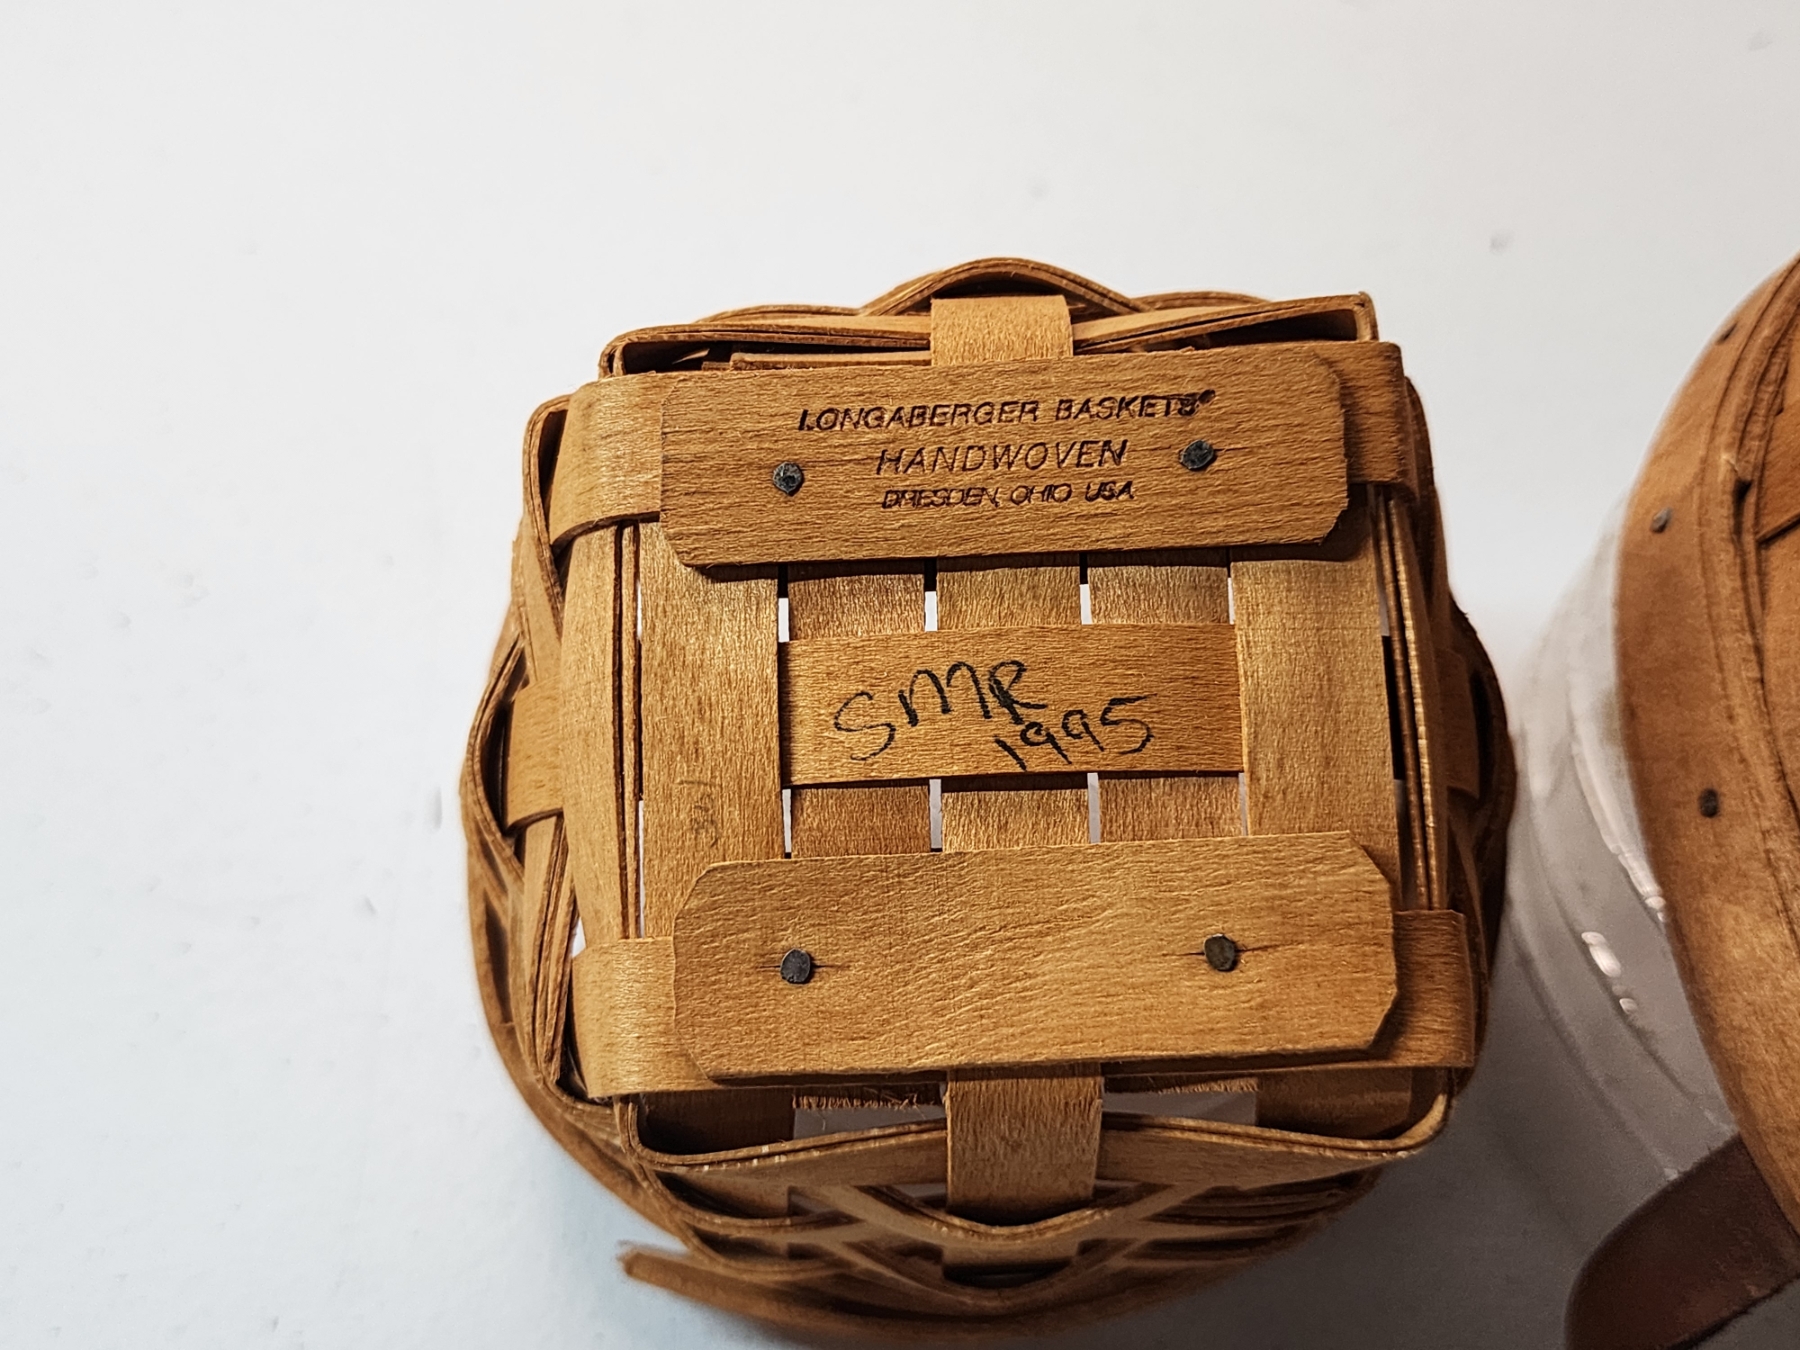 LONGABERGER BASKETS®
HANDWOVEN
DRESDEN, OHIO USA
SMR
1995